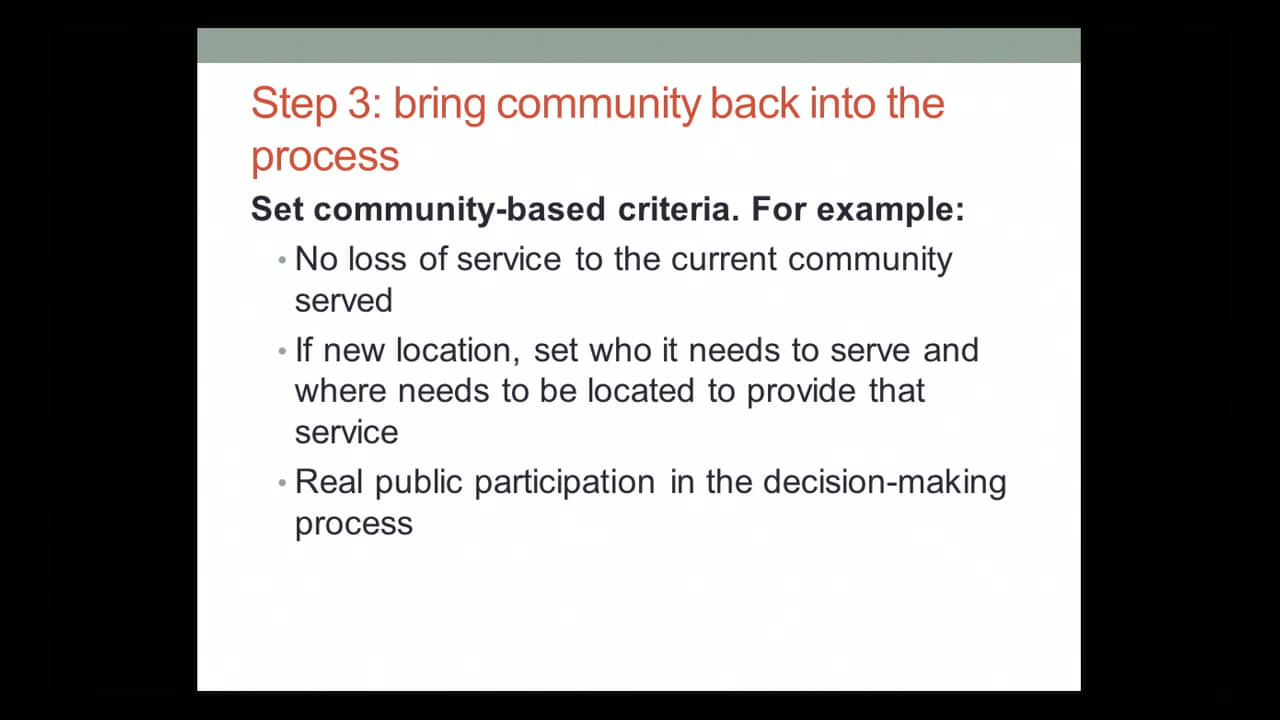 Step 3: bring community back into the
process
Set community-based criteria. For example:
• No loss of service to the current community
served
• If new location, set who it needs to serve and
where needs to be located to provide that
service
• Real public participation in the decision-making
process